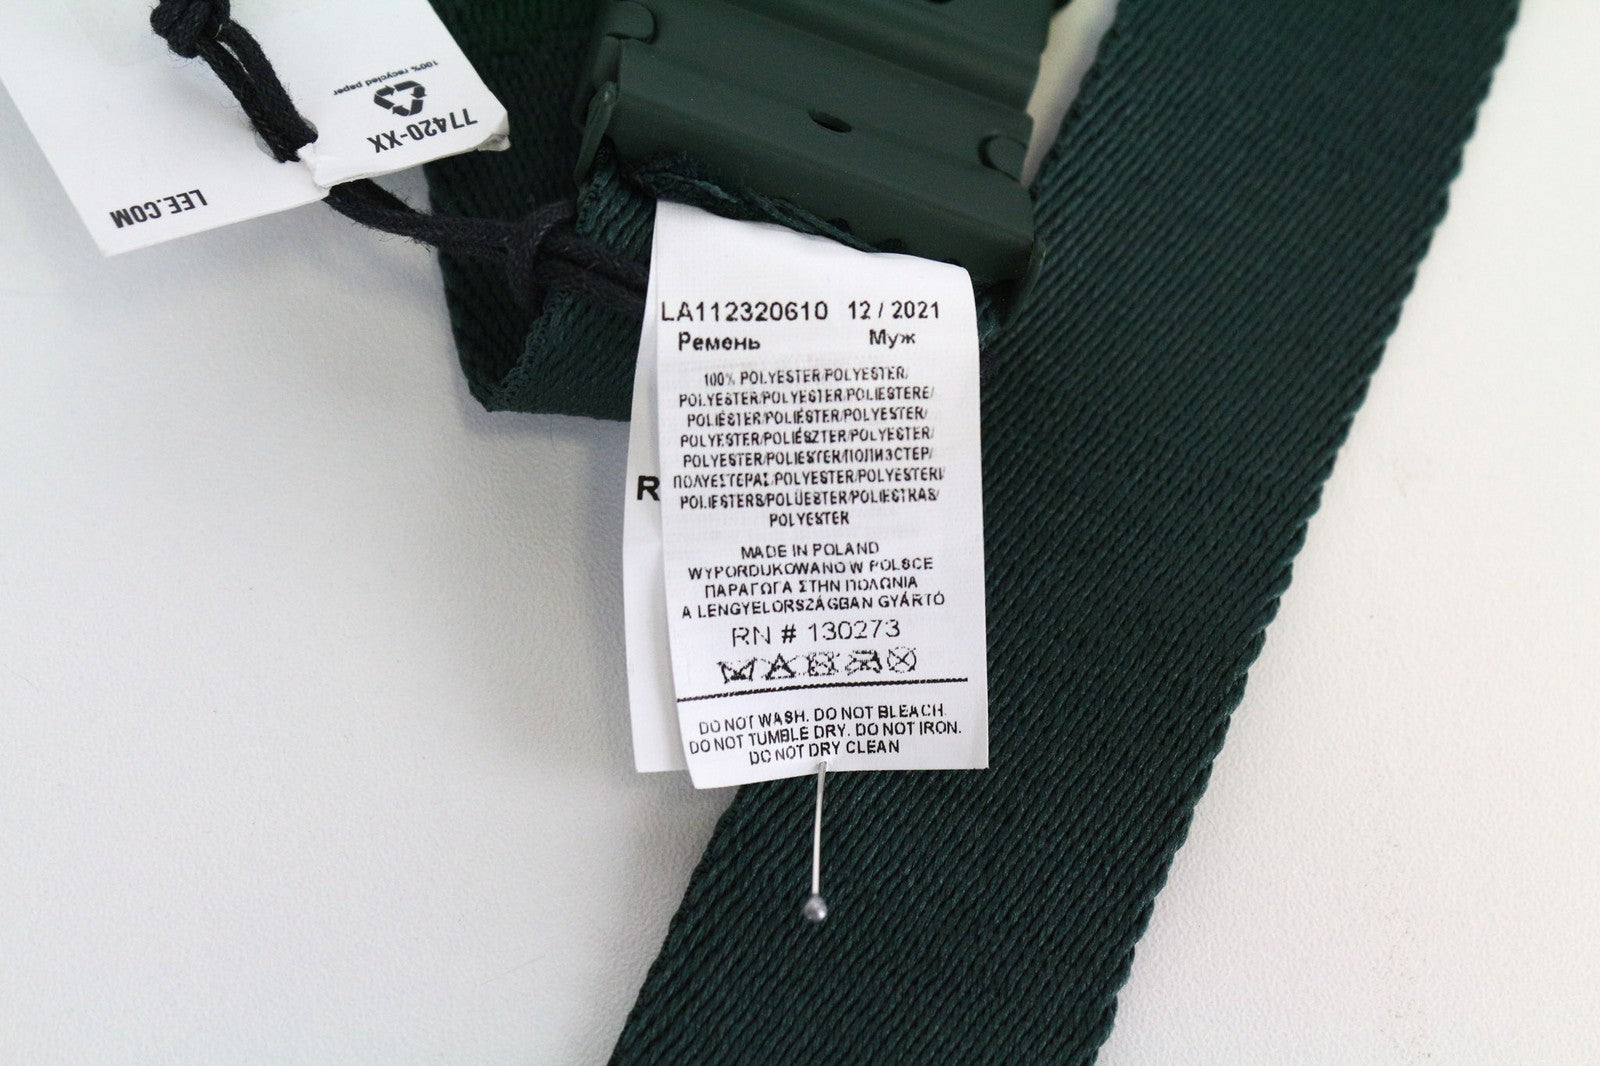 100% recycled paper
77420-XX
LEE.COM
LA112320610 12 / 2021
Ремень Муж
100% POLYESTER/POLYESTER/
POLYESTER/POLYESTER/POLIESTERE/
POLIÉSTER/POLIÉSTER/POLYESTER/
POLYESTER/POLIÉSZTER/POLYESTER/
POLYESTER/POLIESTER/ПОЛИЭСТЕР/
ΠΟΛΥΕΣΤΕΡΑΣ/POLYESTER/POLYESTERI/
POLIESTERS/POLÜESTER/POLIESTRAS/
POLYESTER
MADE IN POLAND
WYPORDUKOWANO W POLSCE
ΠΑΡΑΓΩΓΑ ΣΤΗΝ ΠΟΛΩΝΙΑ
A LENGYELORSZÁGBAN GYÁRTÓ
RN # 130273
DO NOT WASH. DO NOT BLEACH.
DO NOT TUMBLE DRY. DO NOT IRON.
DO NOT DRY CLEAN
R